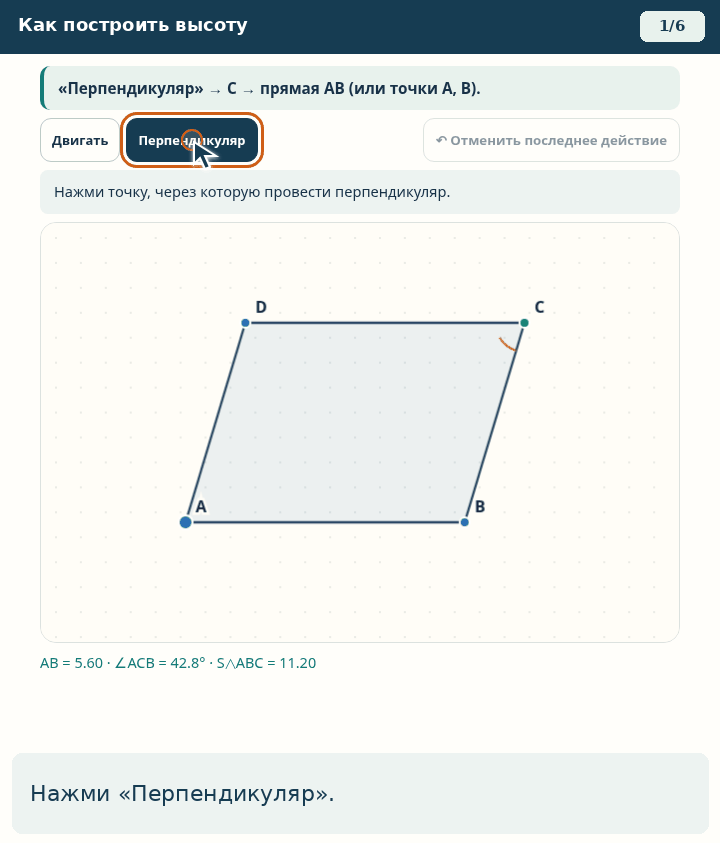 Как построить высоту
1/6
«Перпендикуляр» → C → прямая AB (или точки A, B).
Двигать
Перпендикуляр
↶ Отменить последнее действие
Нажми точку, через которую провести перпендикуляр.
D
C
A
B
AB = 5.60 · ∠ACB = 42.8° · S△ABC = 11.20
Нажми «Перпендикуляр».